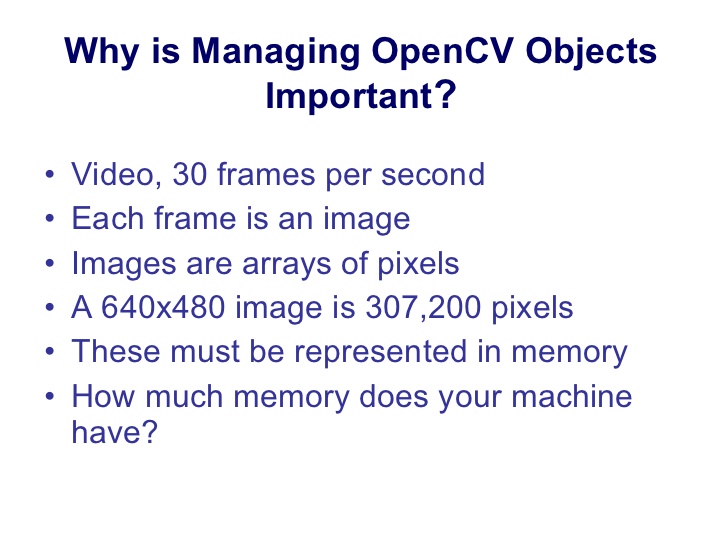 Why is Managing OpenCV Objects
Important?
• Video, 30 frames per second
• Each frame is an image
• Images are arrays of pixels
• A 640x480 image is 307,200 pixels
• These must be represented in memory
• How much memory does your machine
have?